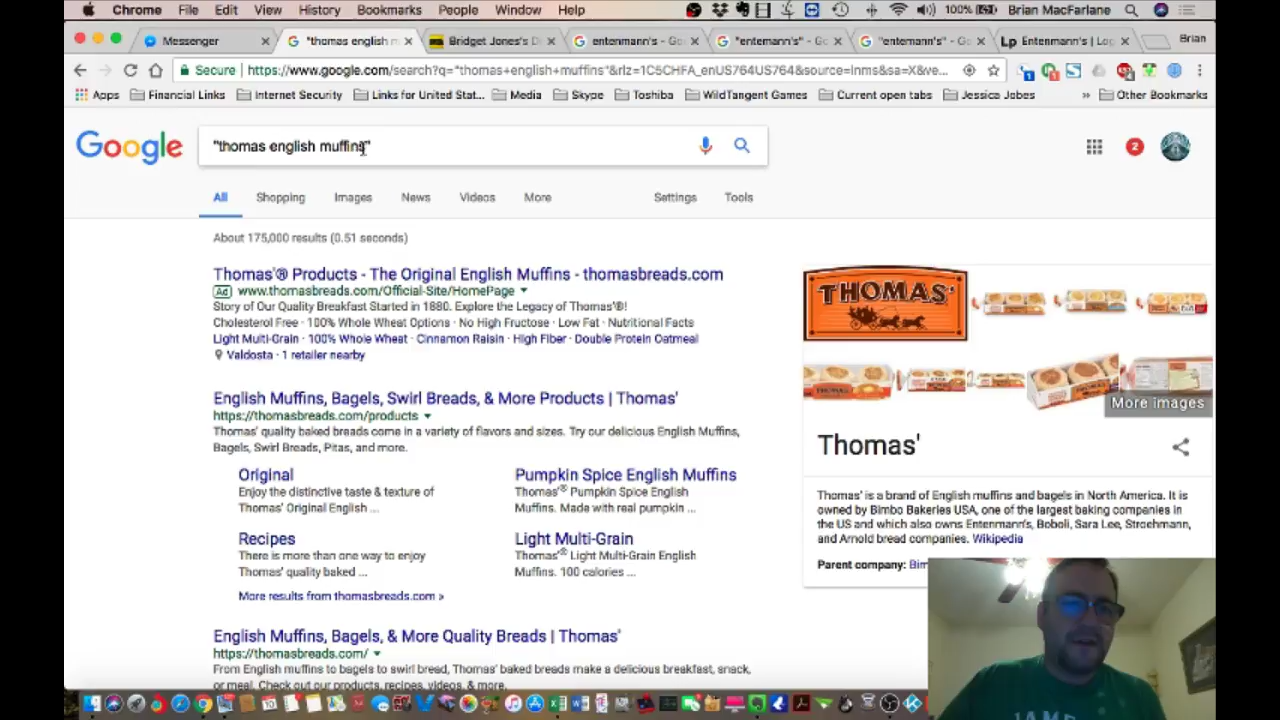 Chrome File Edit View History Bookmarks People Window Help 100% Brian MacFarlane
Messenger "thomas english m Bridget Jones's D entenmann's - Go "entemann's" - Go "entemann's" - Go Lp Entenmann's | Log Brian
Secure https://www.google.com/search?q="thomas+english+muffins"&rlz=1C5CHFA_enUS764US764&source=lnms&sa=X&ve...
Apps Financial Links Internet Security Links for United Stat... Media Skype Toshiba WildTangent Games Current open tabs Jessica Jobes » Other Bookmarks
Google "thomas english muffins" 2
All Shopping Images News Videos More Settings Tools
About 175,000 results (0.51 seconds)
Thomas'® Products - The Original English Muffins - thomasbreads.com
Ad www.thomasbreads.com/Official-Site/HomePage
Story of Our Quality Breakfast Started in 1880. Explore the Legacy of Thomas'®!
Cholesterol Free · 100% Whole Wheat Options · No High Fructose · Low Fat · Nutritional Facts
Light Multi-Grain · 100% Whole Wheat · Cinnamon Raisin · High Fiber · Double Protein Oatmeal
Valdosta · 1 retailer nearby
English Muffins, Bagels, Swirl Breads, & More Products | Thomas'
https://thomasbreads.com/products
Thomas' quality baked breads come in a variety of flavors and sizes. Try our delicious English Muffins,
Bagels, Swirl Breads, Pitas, and more.
Original
Enjoy the distinctive taste & texture of
Thomas' Original English ...
Pumpkin Spice English Muffins
Thomas'® Pumpkin Spice English
Muffins. Made with real pumpkin ...
Recipes
There is more than one way to enjoy
Thomas' quality baked ...
Light Multi-Grain
Thomas'® Light Multi-Grain English
Muffins. 100 calories ...
More results from thomasbreads.com »
English Muffins, Bagels, & More Quality Breads | Thomas'
https://thomasbreads.com/
From English muffins to bagels to swirl bread, Thomas' baked breads make a delicious breakfast, snack,
or meal. Check out our products, recipes, videos, & more.
THOMAS'
More images
Thomas'
Thomas' is a brand of English muffins and bagels in North America. It is
owned by Bimbo Bakeries USA, one of the largest baking companies in
the US and which also owns Entenmann's, Boboli, Sara Lee, Stroehmann,
and Arnold bread companies. Wikipedia
Parent company: Bim